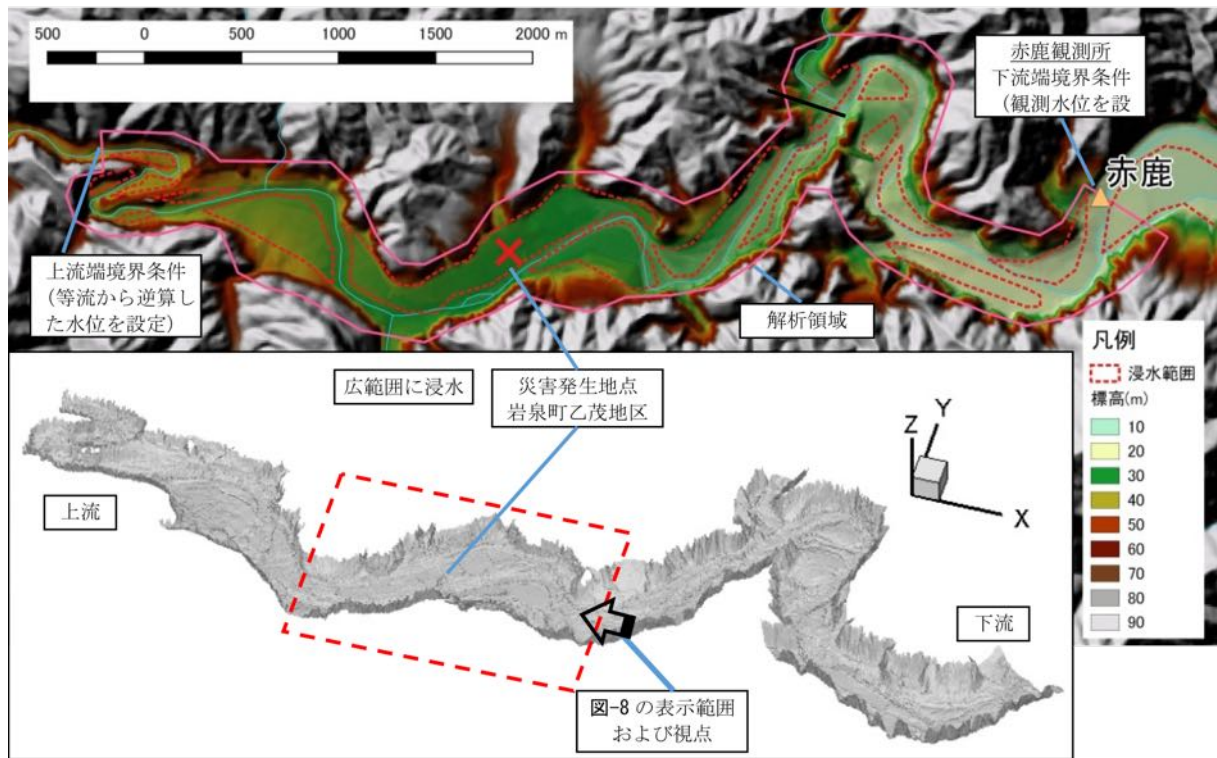 500 0 500 1000 1500 2000 m
赤鹿観測所
下流端境界条件
（観測水位を設
赤鹿
上流端境界条件
（等流から逆算し
た水位を設定）
解析領域
凡例
浸水範囲
標高(m)
10
20
30
40
50
60
70
80
90
広範囲に浸水
災害発生地点
岩泉町乙茂地区
Z
Y
X
上流
下流
図-8 の表示範囲
および視点